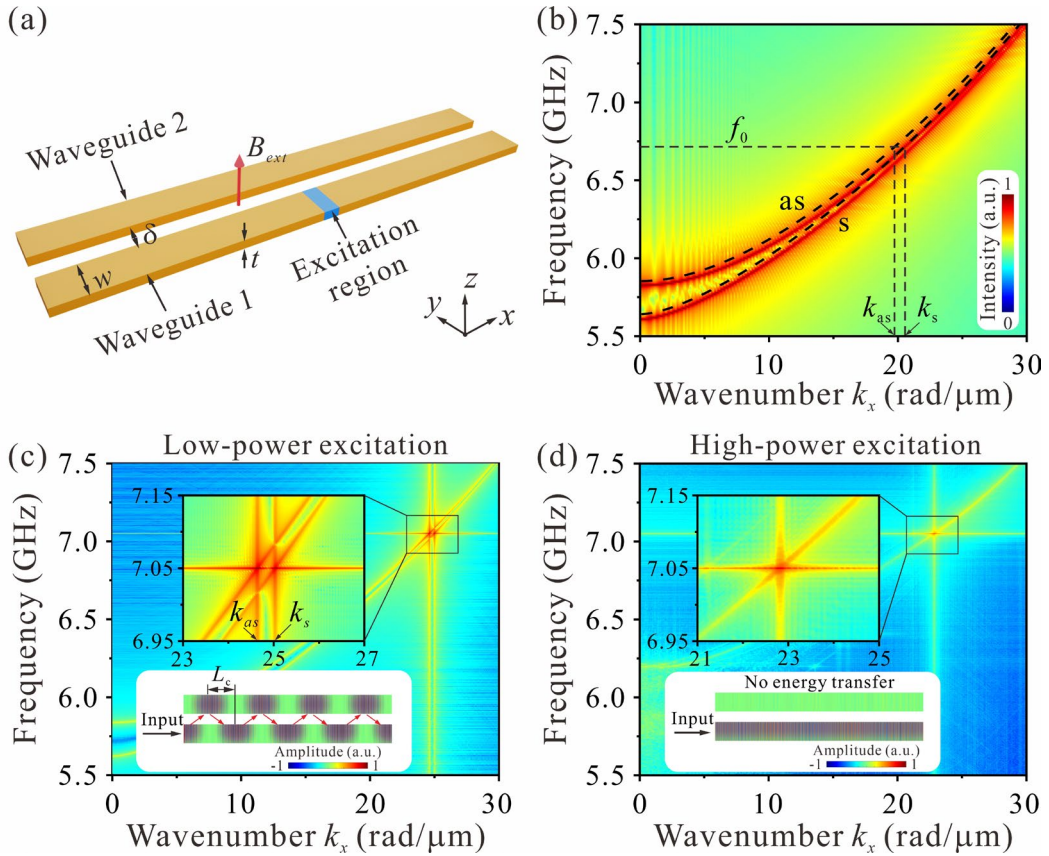 (a)
Waveguide 2
B_ext
δ
w
t
Waveguide 1
Excitation
region
z
y
x
(b)
7.5
7.0
6.5
6.0
5.5
Frequency (GHz)
f_0
as
s
k_as
k_s
Intensity (a.u.)
1
0
0
10
20
30
Wavenumber k_x (rad/μm)
(c)
Low-power excitation
7.5
7.0
6.5
6.0
5.5
Frequency (GHz)
7.15
7.05
6.95
k_as
k_s
23
25
27
L_c
Input
Amplitude (a.u.)
-1
1
0
10
20
30
Wavenumber k_x (rad/μm)
(d)
High-power excitation
7.5
7.0
6.5
6.0
5.5
Frequency (GHz)
7.15
7.05
6.95
21
23
25
No energy transfer
Input
Amplitude (a.u.)
-1
1
0
10
20
30
Wavenumber k_x (rad/μm)